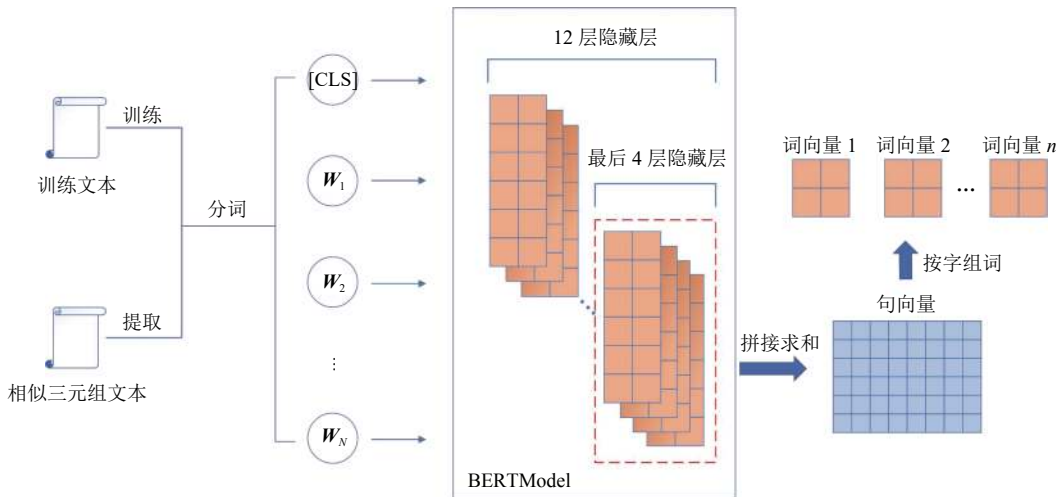 训练
训练文本
提取
相似三元组文本
分词
[CLS]
W1
W2
⋮
WN
12 层隐藏层
最后 4 层隐藏层
BERTModel
拼接求和
词向量 1
词向量 2
...
词向量 n
按字组词
句向量